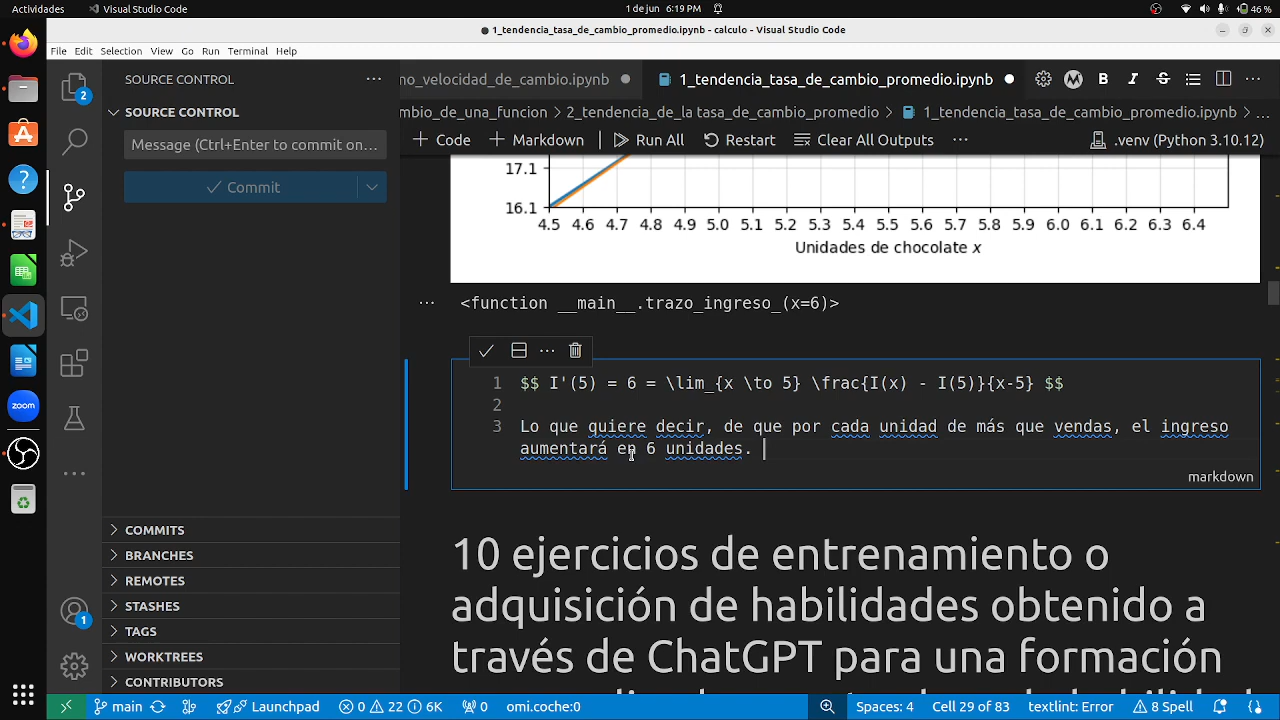 Actividades
Visual Studio Code
1 de jun 6:19 PM
46 %
1_tendencia_tasa_de_cambio_promedio.ipynb - calculo - Visual Studio Code
File Edit Selection View Go Run Terminal Help
SOURCE CONTROL
no_velocidad_de_cambio.ipynb
1_tendencia_tasa_de_cambio_promedio.ipynb
SOURCE CONTROL
mbio_de_una_funcion > 2_tendencia_de_la tasa_de_cambio_promedio > 1_tendencia_tasa_de_cambio_promedio.ipynb > ...
Message (Ctrl+Enter to commit on...
+ Code + Markdown Run All Restart Clear All Outputs ... .venv (Python 3.10.12)
Commit
17.1
16.1
4.5 4.6 4.7 4.8 4.9 5.0 5.1 5.2 5.3 5.4 5.5 5.6 5.7 5.8 5.9 6.0 6.1 6.2 6.3 6.4
Unidades de chocolate x
... <function __main__.trazo_ingreso_(x=6)>
1 $$ I'(5) = 6 = \lim_{x \to 5} \frac{I(x) - I(5)}{x-5} $$
2
3 Lo que quiere decir, de que por cada unidad de más que vendas, el ingreso
aumentará en 6 unidades.
markdown
10 ejercicios de entrenamiento o
adquisición de habilidades obtenido a
través de ChatGPT para una formación
COMMITS
BRANCHES
REMOTES
STASHES
TAGS
WORKTREES
CONTRIBUTORS
2
1
zoom
main
Launchpad
0 22 6K
0
omi.coche:0
Spaces: 4
Cell 29 of 83
textlint: Error
8 Spell